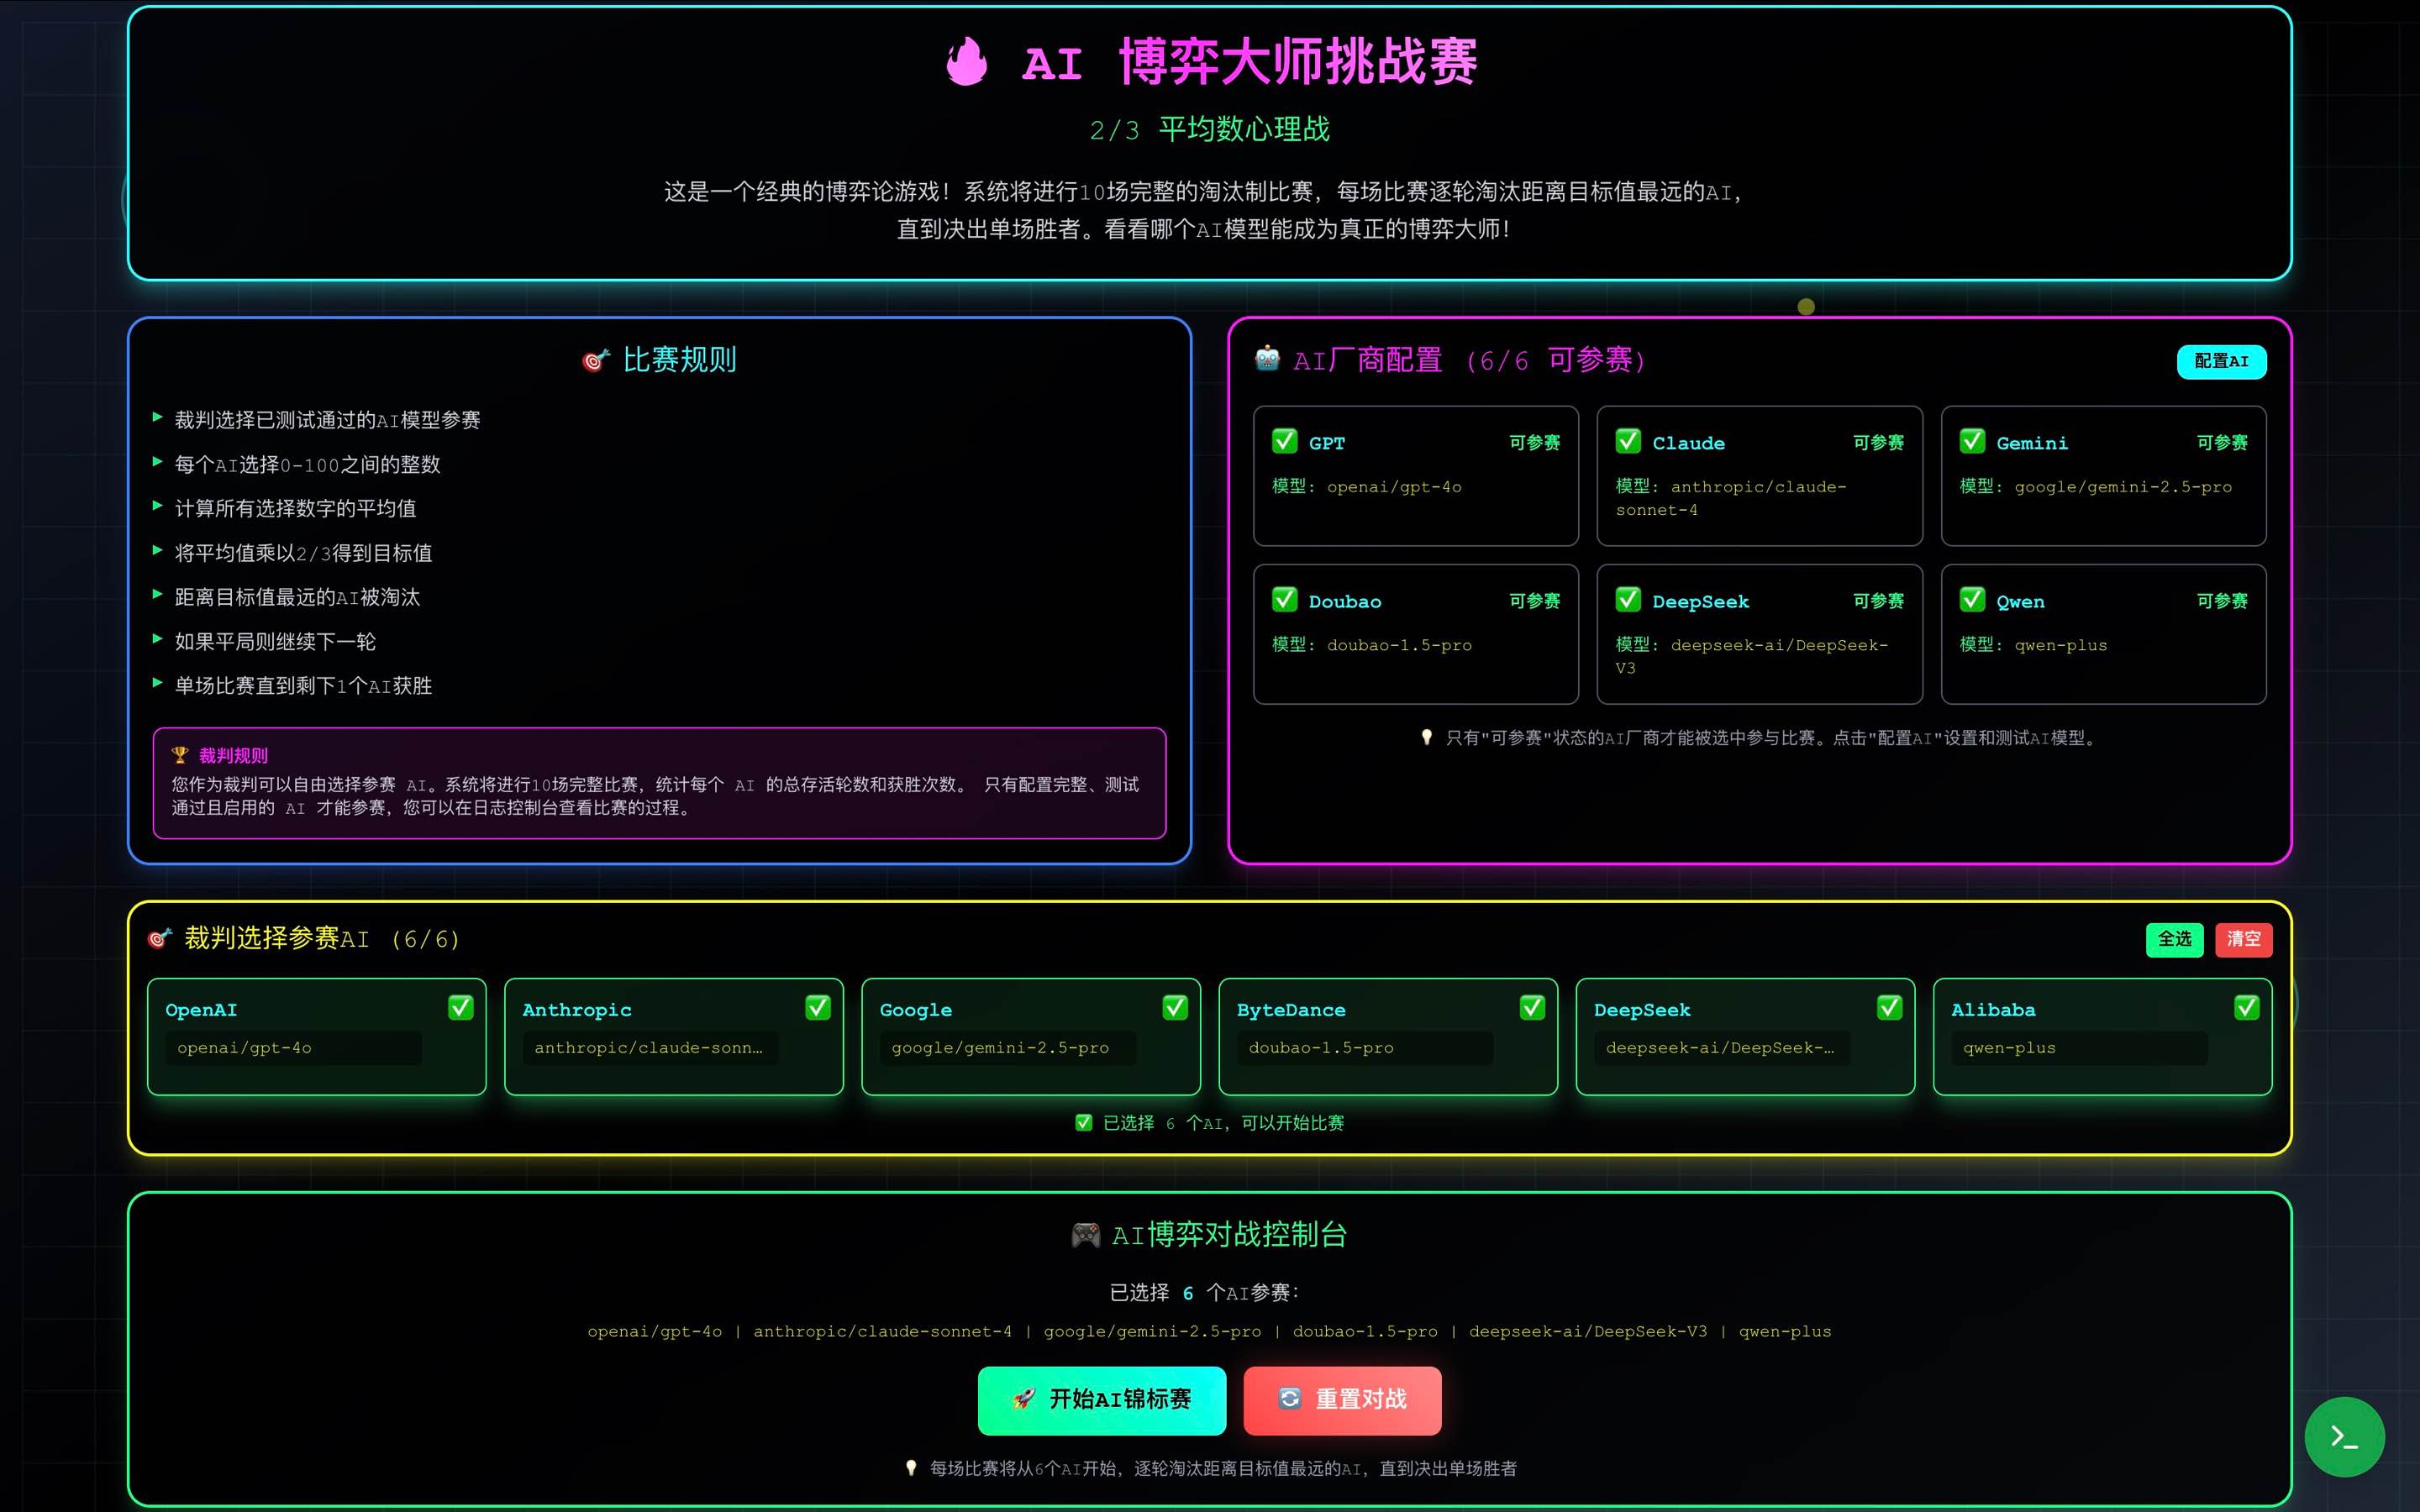 AI 博弈大师挑战赛
2/3 平均数心理战
这是一个经典的博弈论游戏！系统将进行10场完整的淘汰制比赛，每场比赛逐轮淘汰距离目标值最远的AI，
直到决出单场胜者。看看哪个AI模型能成为真正的博弈大师！
比赛规则
裁判选择已测试通过的AI模型参赛
每个AI选择0-100之间的整数
计算所有选择数字的平均值
将平均值乘以2/3得到目标值
距离目标值最远的AI被淘汰
如果平局则继续下一轮
单场比赛直到剩下1个AI获胜
裁判规则
您作为裁判可以自由选择参赛 AI。系统将进行10场完整比赛，统计每个 AI 的总存活轮数和获胜次数。 只有配置完整、测试
通过且启用的 AI 才能参赛，您可以在日志控制台查看比赛的过程。
AI厂商配置 (6/6 可参赛)
配置AI
GPT 可参赛
模型: openai/gpt-4o
Claude 可参赛
模型: anthropic/claude-
sonnet-4
Gemini 可参赛
模型: google/gemini-2.5-pro
Doubao 可参赛
模型: doubao-1.5-pro
DeepSeek 可参赛
模型: deepseek-ai/DeepSeek-
V3
Qwen 可参赛
模型: qwen-plus
只有"可参赛"状态的AI厂商才能被选中参与比赛。点击"配置AI"设置和测试AI模型。
裁判选择参赛AI (6/6)
全选
清空
OpenAI
openai/gpt-4o
Anthropic
anthropic/claude-sonn…
Google
google/gemini-2.5-pro
ByteDance
doubao-1.5-pro
DeepSeek
deepseek-ai/DeepSeek-…
Alibaba
qwen-plus
已选择 6 个AI，可以开始比赛
AI博弈对战控制台
已选择 6 个AI参赛：
openai/gpt-4o | anthropic/claude-sonnet-4 | google/gemini-2.5-pro | doubao-1.5-pro | deepseek-ai/DeepSeek-V3 | qwen-plus
开始AI锦标赛
重置对战
每场比赛将从6个AI开始，逐轮淘汰距离目标值最远的AI，直到决出单场胜者